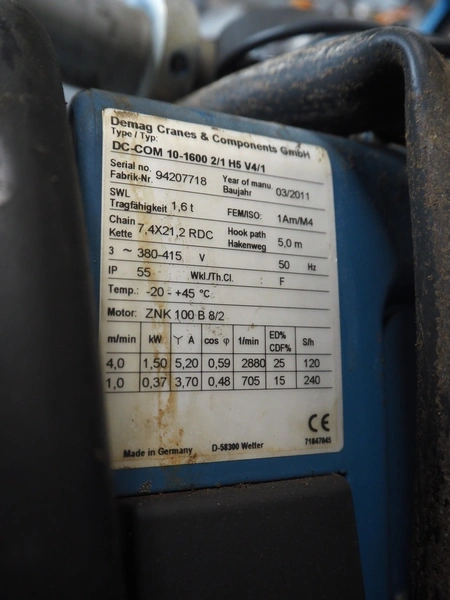 Demag Cranes & Components GmbH
Type / Typ:
DC-COM 10-1600 2/1 H5 V4/1
Serial no. Fabrik-Nr. 94207718 Year of manu. Baujahr 03/2011
SWL Tragfähigkeit 1,6 t FEM/ISO: 1Am/M4
Chain Kette 7,4X21,2 RDC Hook path Hakenweg 5,0 m
3 ~ 380-415 V 50 Hz
IP 55 Wkl./Th.Cl. : F
Temp.: -20 - +45 °C
Motor: ZNK 100 B 8/2
m/min kW Y A cos φ 1/min ED% CDF% S/h
4,0 1,50 5,20 0,59 2880 25 120
1,0 0,37 3,70 0,48 705 15 240
CE
Made in Germany D-58300 Wetter 71847945